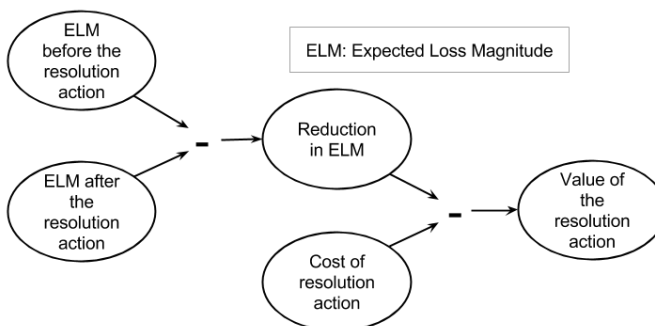 ELM
before the
resolution
action
ELM: Expected Loss Magnitude
-
Reduction
in ELM
ELM after
the
resolution
action
-
Value of
the
resolution
action
Cost of
resolution
action